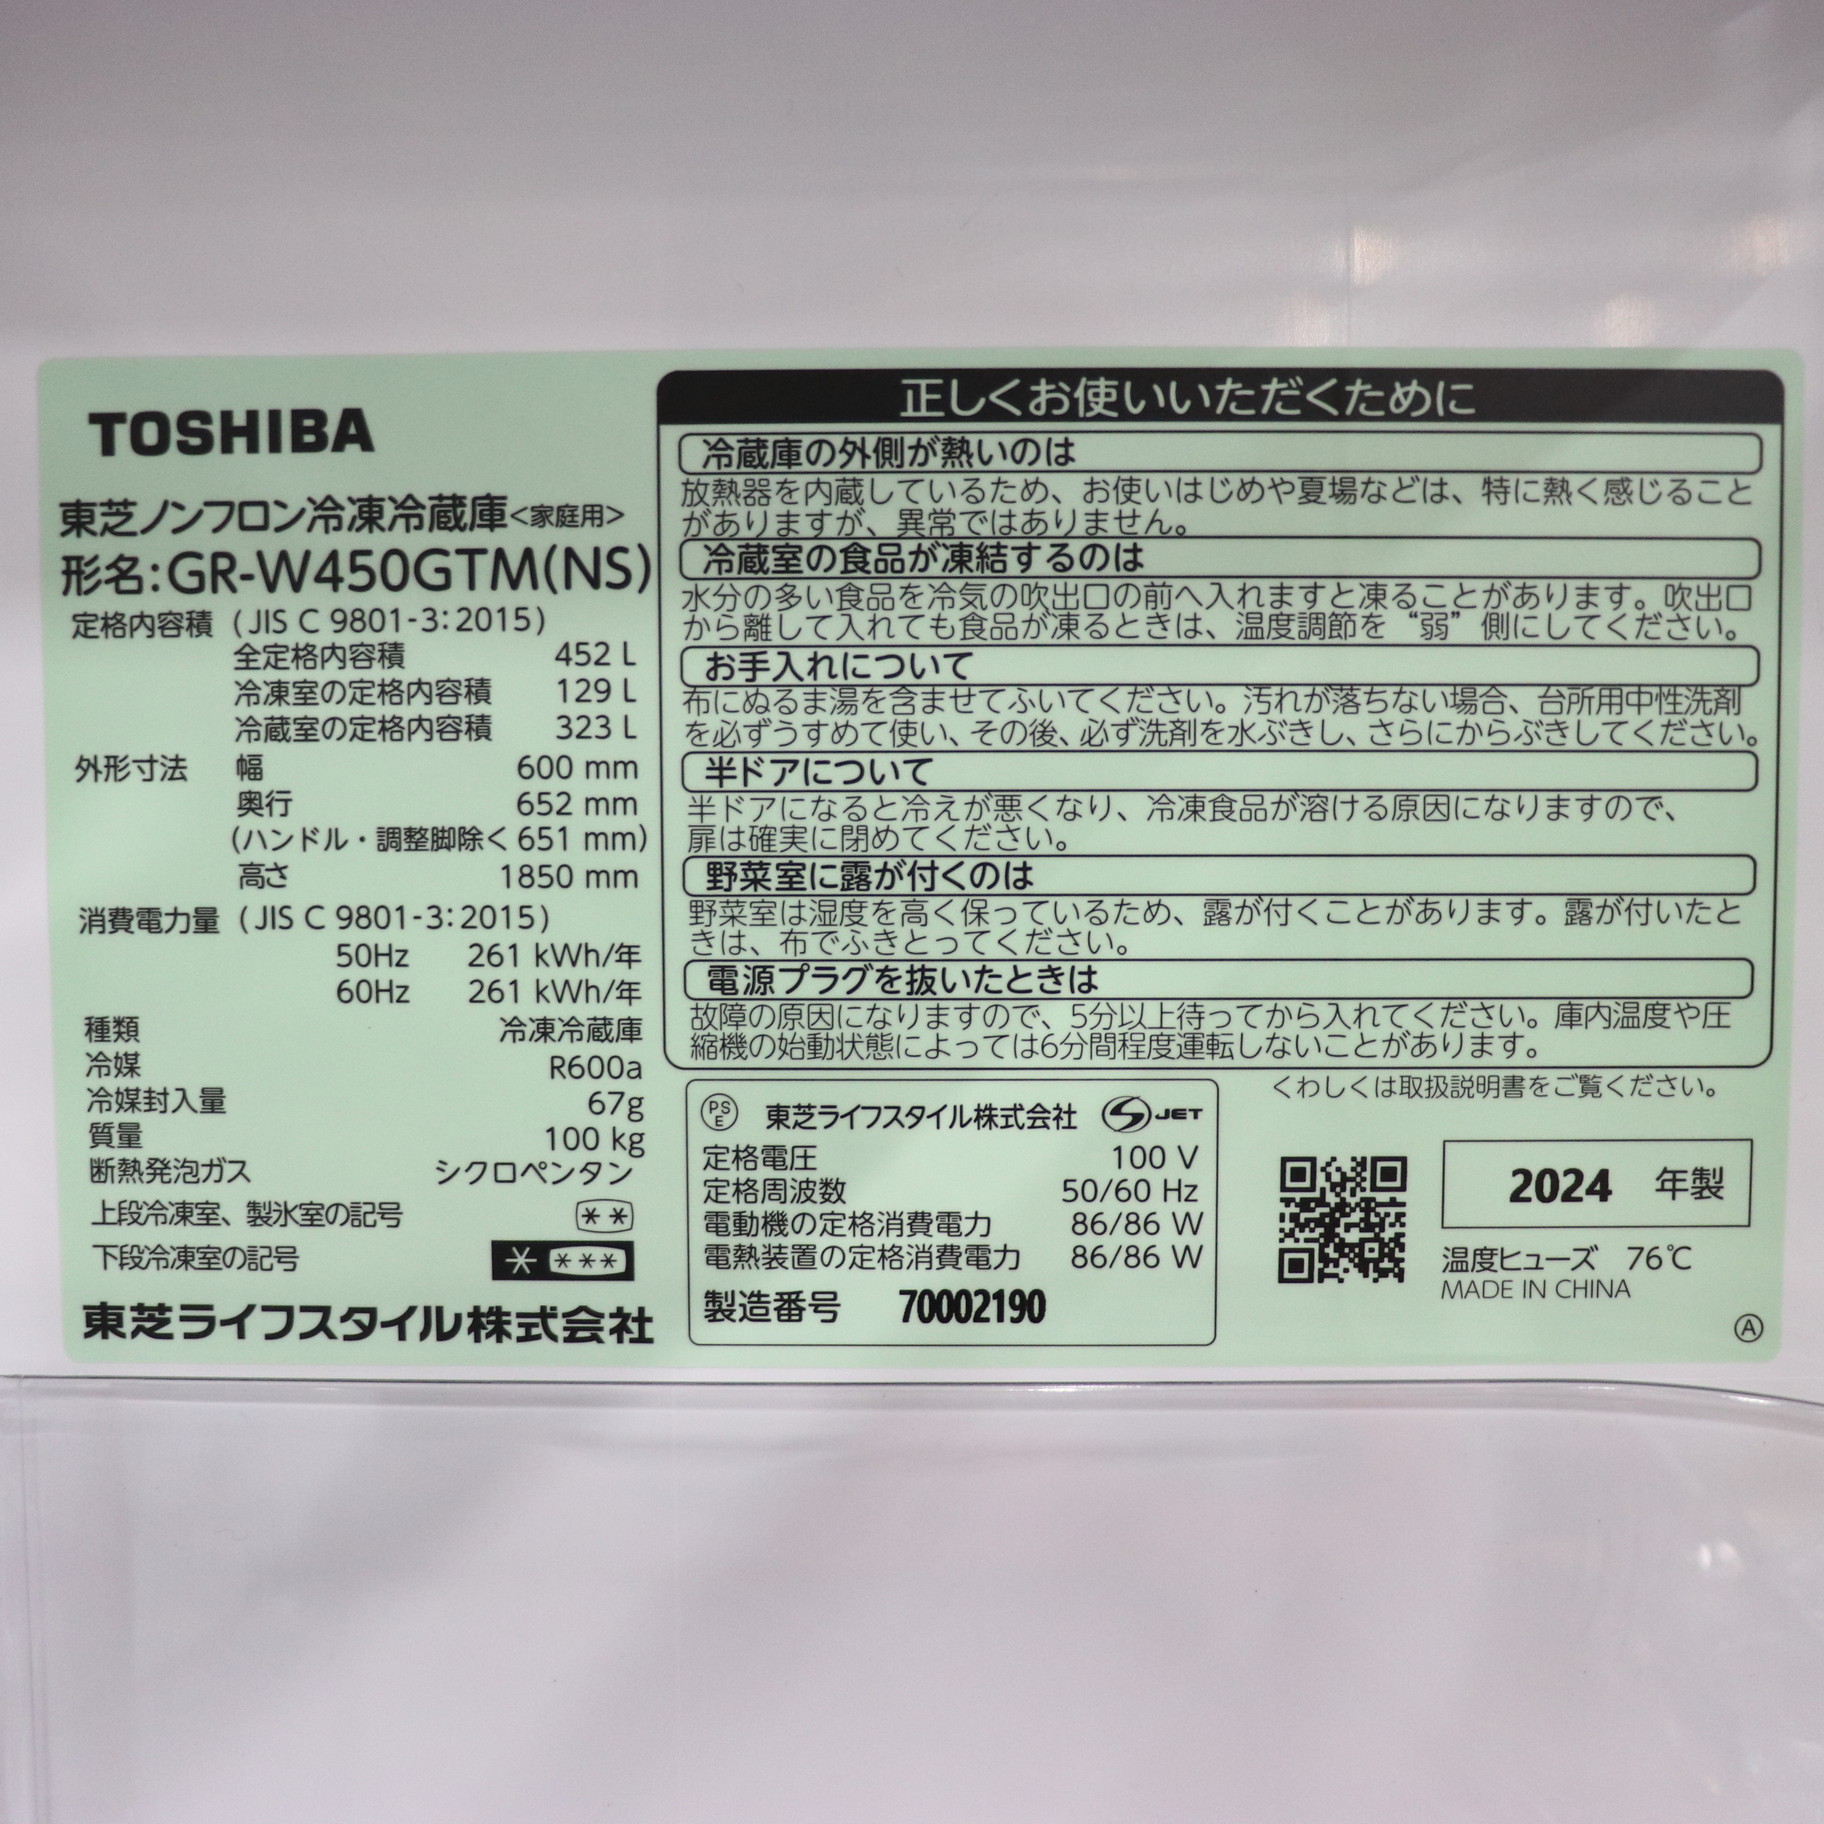 TOSHIBA
東芝ノンフロン冷凍冷蔵庫<家庭用>
形名:GR-W450GTM(NS)
定格内容積 (JIS C 9801-3:2015)
全定格内容積 452 L
冷凍室の定格内容積 129 L
冷蔵室の定格内容積 323 L
外形寸法 幅 600 mm
奥行 652 mm
(ハンドル・調整脚除く 651 mm)
高さ 1850 mm
消費電力量 (JIS C 9801-3:2015)
50Hz 261 kWh/年
60Hz 261 kWh/年
種類 冷凍冷蔵庫
冷媒 R600a
冷媒封入量 67g
質量 100 kg
断熱発泡ガス シクロペンタン
上段冷凍室、製氷室の記号 **
下段冷凍室の記号 * ***
東芝ライフスタイル株式会社
正しくお使いいただくために
冷蔵庫の外側が熱いのは
放熱器を内蔵しているため、お使いはじめや夏場などは、特に熱く感じること
がありますが、異常ではありません。
冷蔵室の食品が凍結するのは
水分の多い食品を冷気の吹出口の前へ入れますと凍ることがあります。吹出口
から離して入れても食品が凍るときは、温度調節を“弱”側にしてください。
お手入れについて
布にぬるま湯を含ませてふいてください。汚れが落ちない場合、台所用中性洗剤
を必ずうすめて使い、その後、必ず洗剤を水ぶきし、さらにからぶきしてください。
半ドアについて
半ドアになると冷えが悪くなり、冷凍食品が溶ける原因になりますので、
扉は確実に閉めてください。
野菜室に露が付くのは
野菜室は湿度を高く保っているため、露が付くことがあります。露が付いたと
きは、布でふきとってください。
電源プラグを抜いたときは
故障の原因になりますので、5分以上待ってから入れてください。庫内温度や圧
縮機の始動状態によっては6分間程度運転しないことがあります。
くわしくは取扱説明書をご覧ください。
PSE 東芝ライフスタイル株式会社 S JET
定格電圧 100 V
定格周波数 50/60 Hz
電動機の定格消費電力 86/86 W
電熱装置の定格消費電力 86/86 W
製造番号 70002190
2024 年製
温度ヒューズ 76℃
MADE IN CHINA
Ⓐ